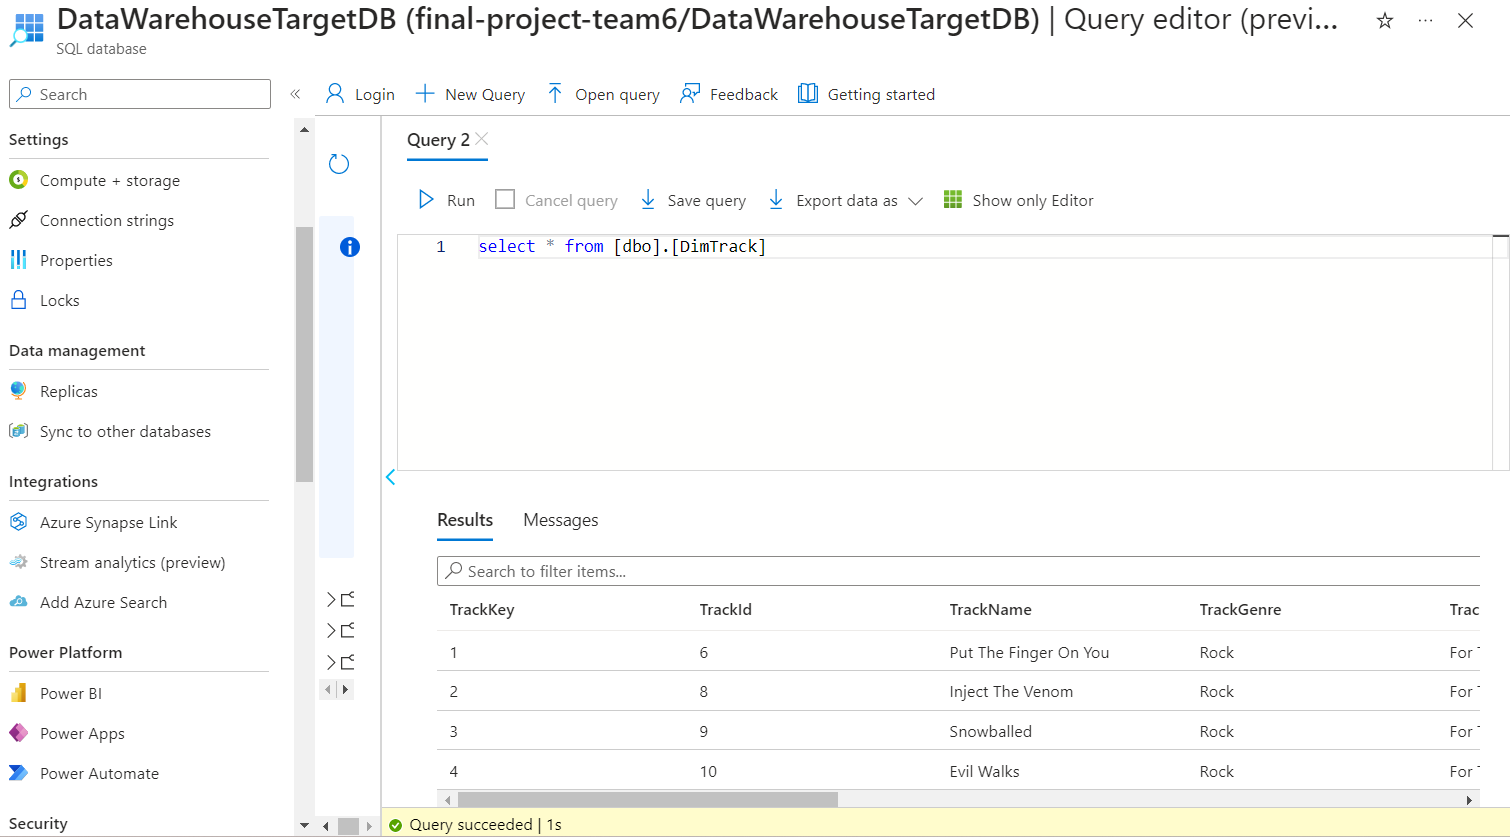 DataWarehouseTargetDB (final-project-team6/DataWarehouseTargetDB) | Query editor (previ...
SQL database
Search
Login
New Query
Open query
Feedback
Getting started
Settings
Compute + storage
Connection strings
Properties
Locks
Data management
Replicas
Sync to other databases
Integrations
Azure Synapse Link
Stream analytics (preview)
Add Azure Search
Power Platform
Power BI
Power Apps
Power Automate
Security
Query 2
Run
Cancel query
Save query
Export data as
Show only Editor
1 select * from [dbo].[DimTrack]
Results
Messages
Search to filter items...
TrackKey TrackId TrackName TrackGenre Trac
1 6 Put The Finger On You Rock For
2 8 Inject The Venom Rock For
3 9 Snowballed Rock For
4 10 Evil Walks Rock For
Query succeeded | 1s